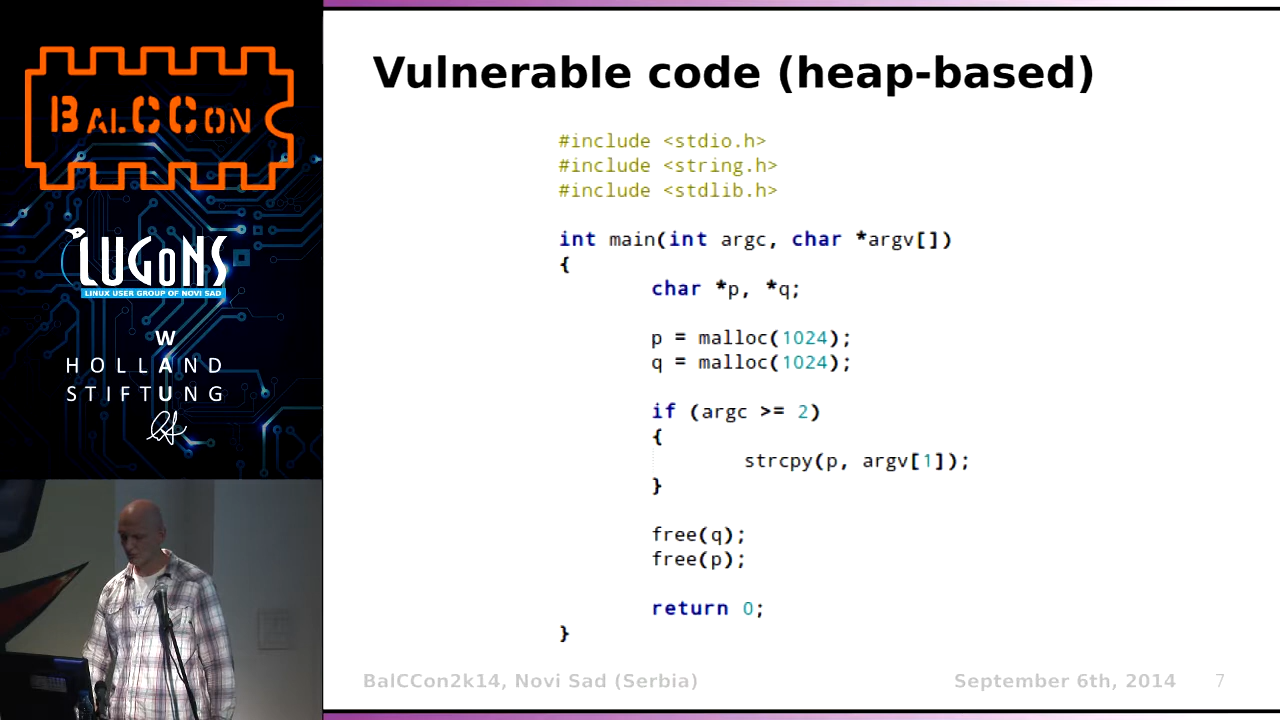 BALCCON
LUGoNS
LINUX USER GROUP OF NOVI SAD
W
HOLLAND
STIFTUNG
Vulnerable code (heap-based)
#include <stdio.h>
#include <string.h>
#include <stdlib.h>
int main(int argc, char *argv[])
{
char *p, *q;
p = malloc(1024);
q = malloc(1024);
if (argc >= 2)
{
strcpy(p, argv[1]);
}
free(q);
free(p);
return 0;
}
BalCCon2k14, Novi Sad (Serbia)
September 6th, 2014 7